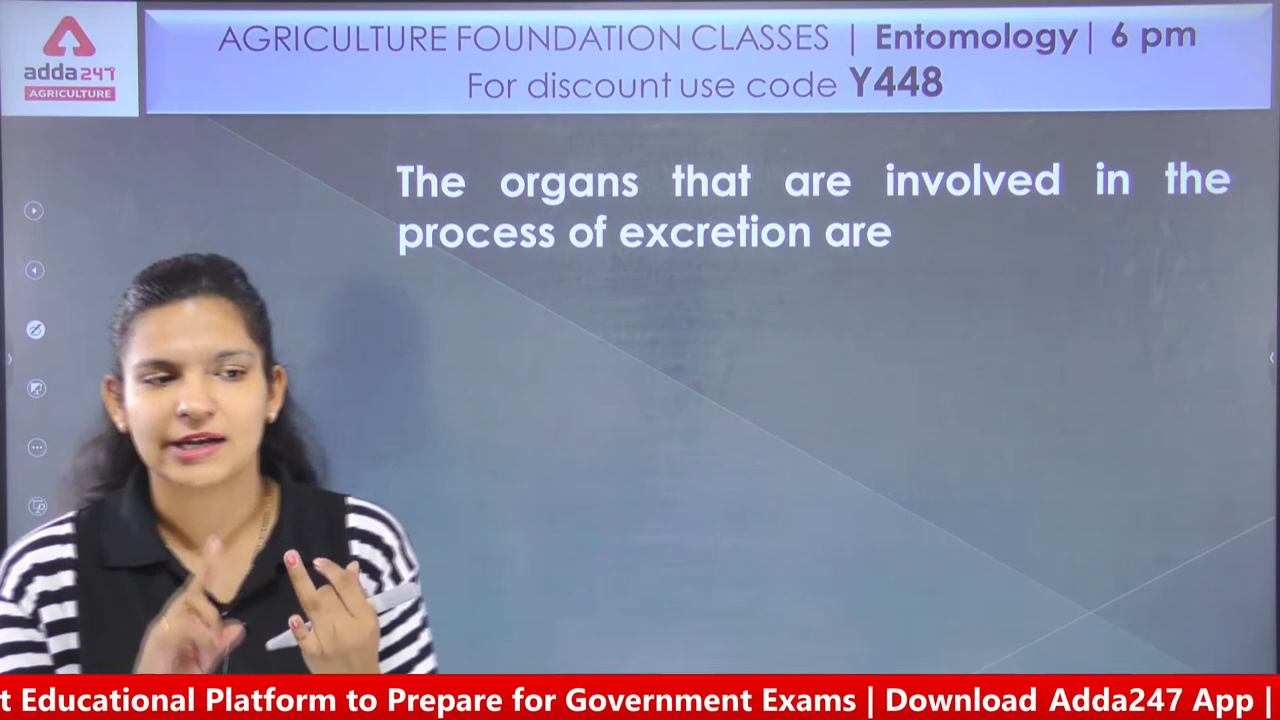 adda247
AGRICULTURE
AGRICULTURE FOUNDATION CLASSES | Entomology | 6 pm
For discount use code Y448
The organs that are involved in the
process of excretion are
t Educational Platform to Prepare for Government Exams | Download Adda247 App |